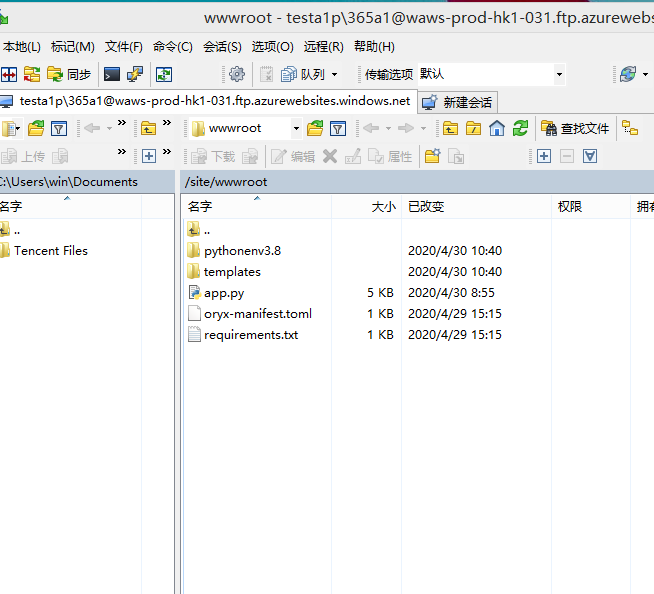 wwwroot - testa1p\365a1@waws-prod-hk1-031.ftp.azurewebs
本地(L) 标记(M) 文件(F) 命令(C) 会话(S) 选项(O) 远程(R) 帮助(H)
同步 队列 传输选项 默认
testa1p\365a1@waws-prod-hk1-031.ftp.azurewebsites.windows.net 新建会话
wwwroot 查找文件
上传 下载 编辑 属性
C:\Users\win\Documents /site/wwwroot
名字 名字 大小 已改变 权限 拥有
.. ..
Tencent Files pythonenv3.8 2020/4/30 10:40
templates 2020/4/30 10:40
app.py 5 KB 2020/4/30 8:55
oryx-manifest.toml 1 KB 2020/4/29 15:15
requirements.txt 1 KB 2020/4/29 15:15